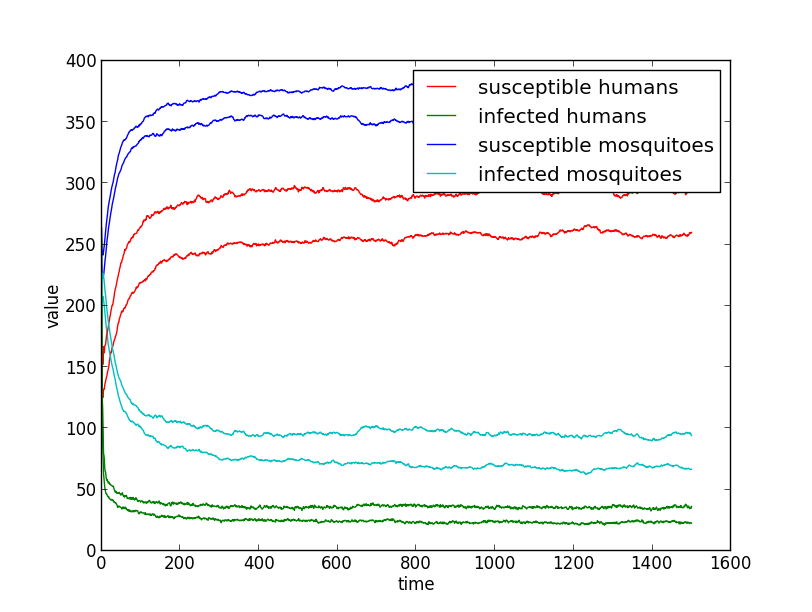 400
350
300
250
200
150
100
50
0
value
susceptible humans
infected humans
susceptible mosquitoes
infected mosquitoes
0 200 400 600 800 1000 1200 1400 1600
time